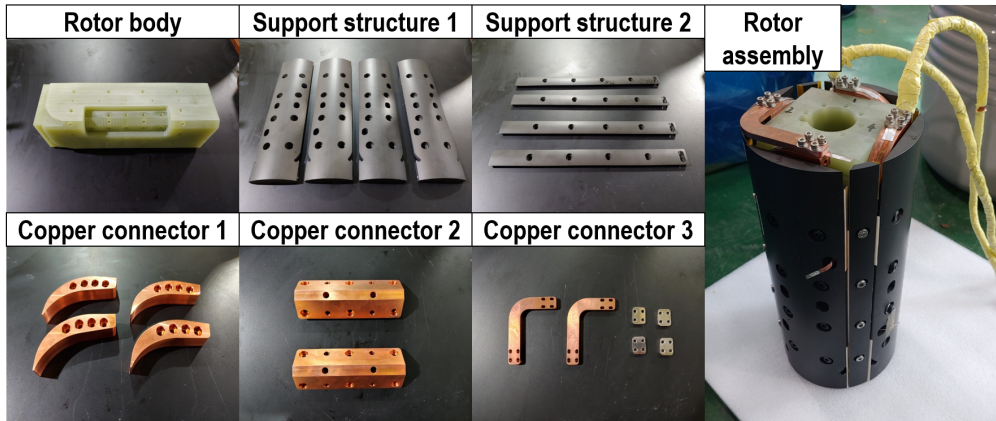 Rotor body
Support structure 1
Support structure 2
Rotor
assembly
Copper connector 1
Copper connector 2
Copper connector 3